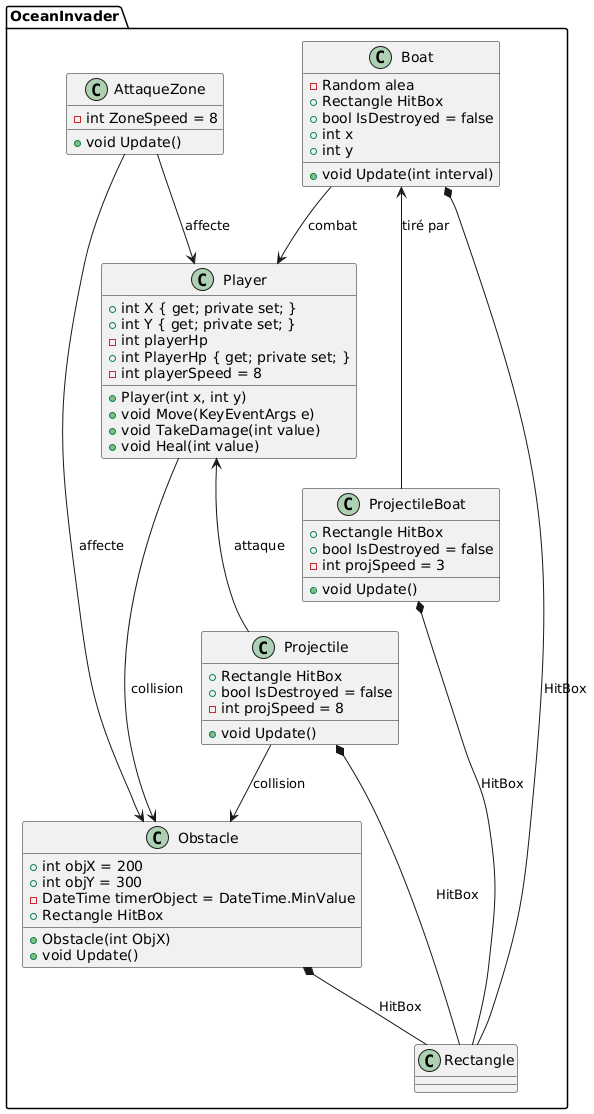 OceanInvader
C Boat
Random alea
Rectangle HitBox
bool IsDestroyed = false
int x
int y
void Update(int interval)
C AttaqueZone
int ZoneSpeed = 8
void Update()
affecte
combat
tiré par
C Player
int X { get; private set; }
int Y { get; private set; }
int playerHp
int PlayerHp { get; private set; }
int playerSpeed = 8
Player(int x, int y)
void Move(KeyEventArgs e)
void TakeDamage(int value)
void Heal(int value)
C ProjectileBoat
Rectangle HitBox
bool IsDestroyed = false
int projSpeed = 3
void Update()
affecte
attaque
C Projectile
Rectangle HitBox
bool IsDestroyed = false
int projSpeed = 8
void Update()
collision
HitBox
collision
HitBox
C Obstacle
int objX = 200
int objY = 300
DateTime timerObject = DateTime.MinValue
Rectangle HitBox
Obstacle(int ObjX)
void Update()
HitBox
HitBox
C Rectangle